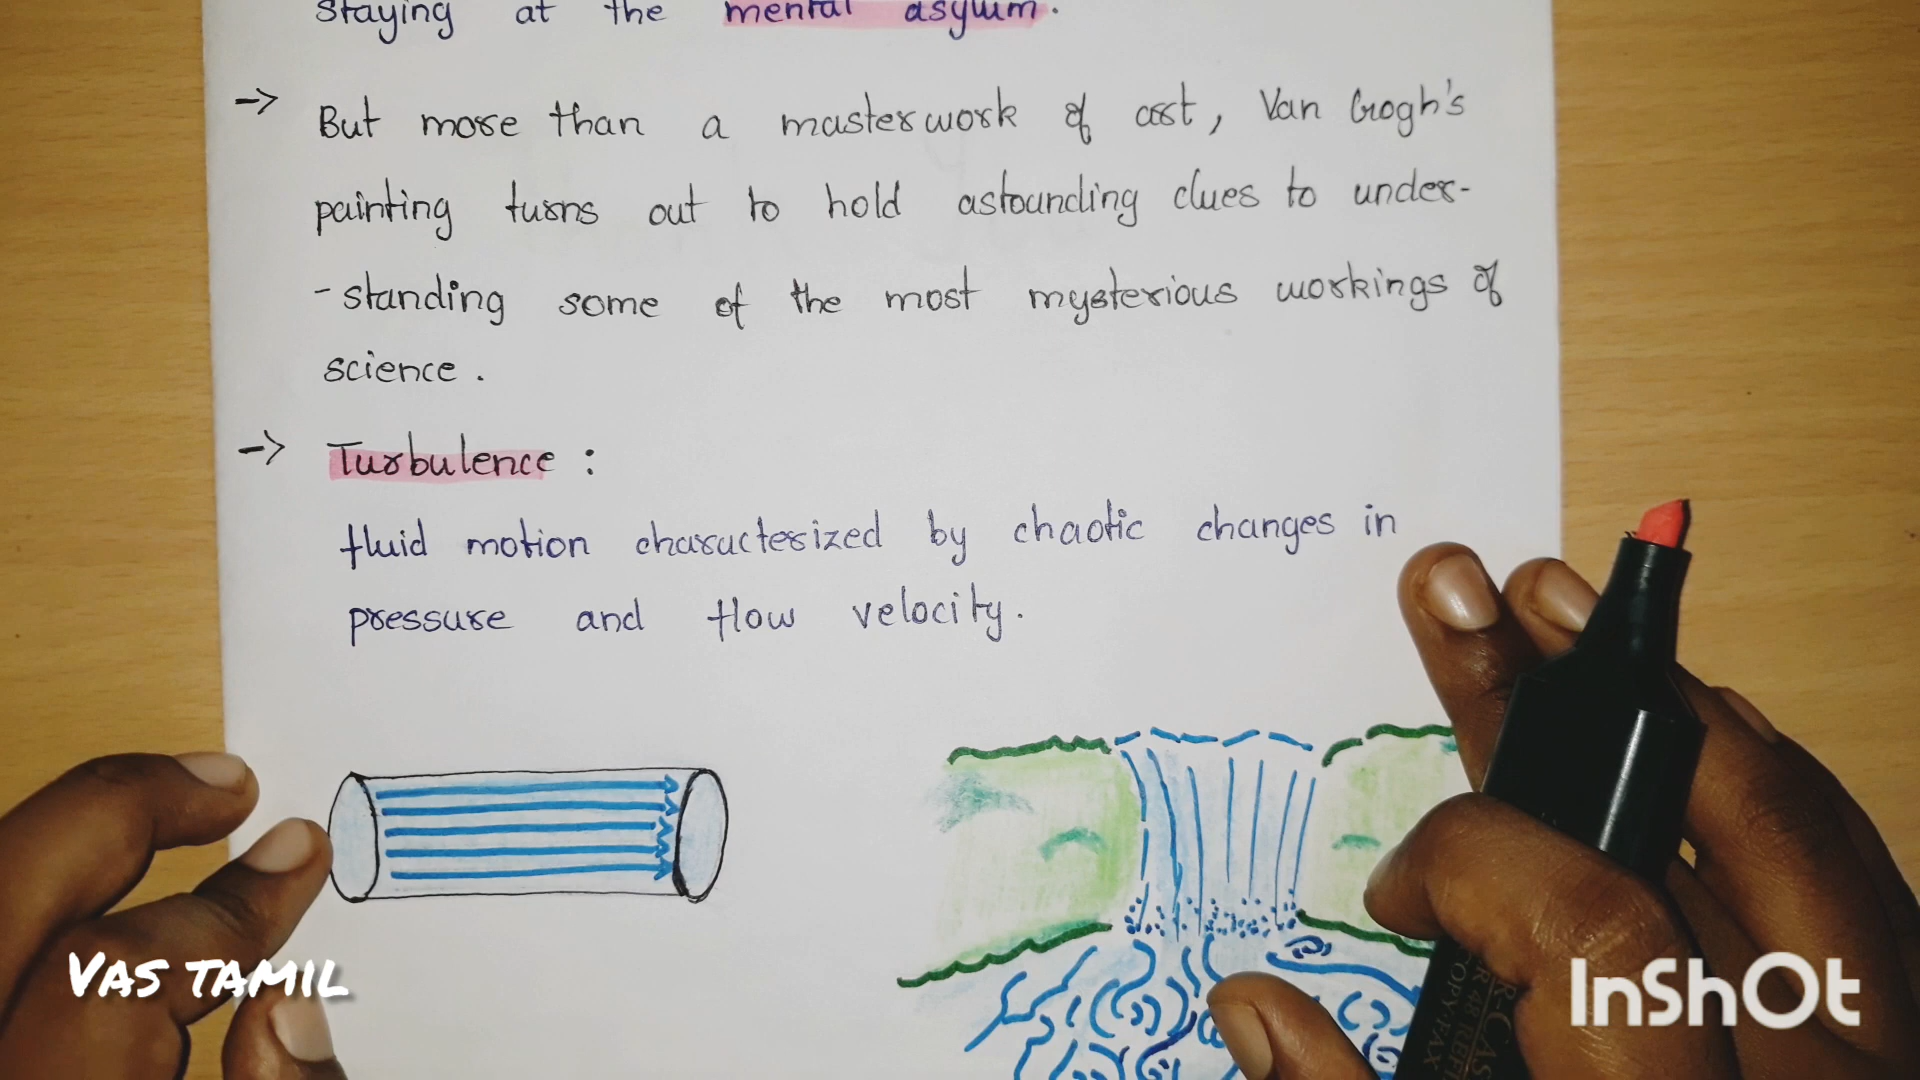 staying at the mental asylum.
→ But more than a masterwork of art, Van Gogh's
painting turns out to hold astounding clues to under-
-standing some of the most mysterious workings of
science.
→ Turbulence :
fluid motion characterized by chaotic changes in
pressure and flow velocity.
VAS TAMIL
InShOt